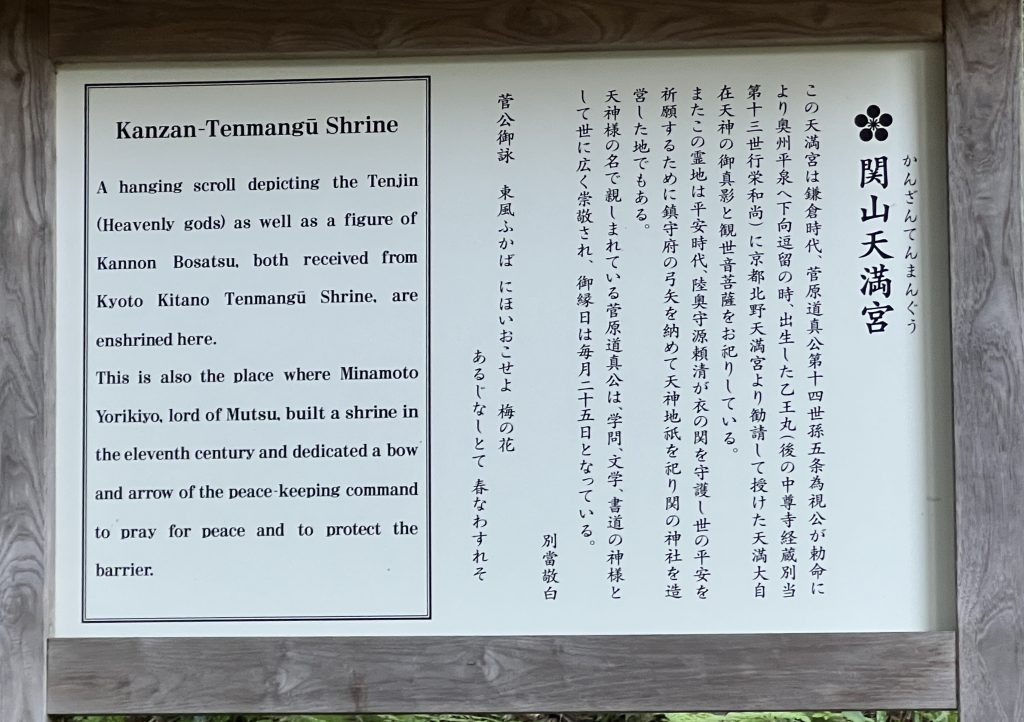 関山天満宮
かんざんてんまんぐう
この天満宮は鎌倉時代、菅原道真公第十四世孫五条為視公が勅命に
より奥州平泉へ下向逗留の時、出生した乙王丸(後の中尊寺経蔵別当
第十三世行栄和尚)に京都北野天満宮より勧請して授けた天満大自
在天神の御真影と観世音菩薩をお祀りしている。
またこの霊地は平安時代、陸奥守源頼清が衣の関を守護し世の平安を
祈願するために鎮守府の弓矢を納めて天神地祇を祀り関の神社を造
営した地でもある。
天神様の名で親しまれている菅原道真公は、学問、文学、書道の神様と
して世に広く崇敬され、御縁日は毎月二十五日となっている。
別當敬白
菅公御詠 東風ふかば にほいおこせよ 梅の花
あるじなしとて 春なわすれそ
Kanzan-Tenmangū Shrine
A hanging scroll depicting the Tenjin
(Heavenly gods) as well as a figure of
Kannon Bosatsu, both received from
Kyoto Kitano Tenmangū Shrine, are
enshrined here.
This is also the place where Minamoto
Yorikiyo, lord of Mutsu, built a shrine in
the eleventh century and dedicated a bow
and arrow of the peace-keeping command
to pray for peace and to protect the
barrier.